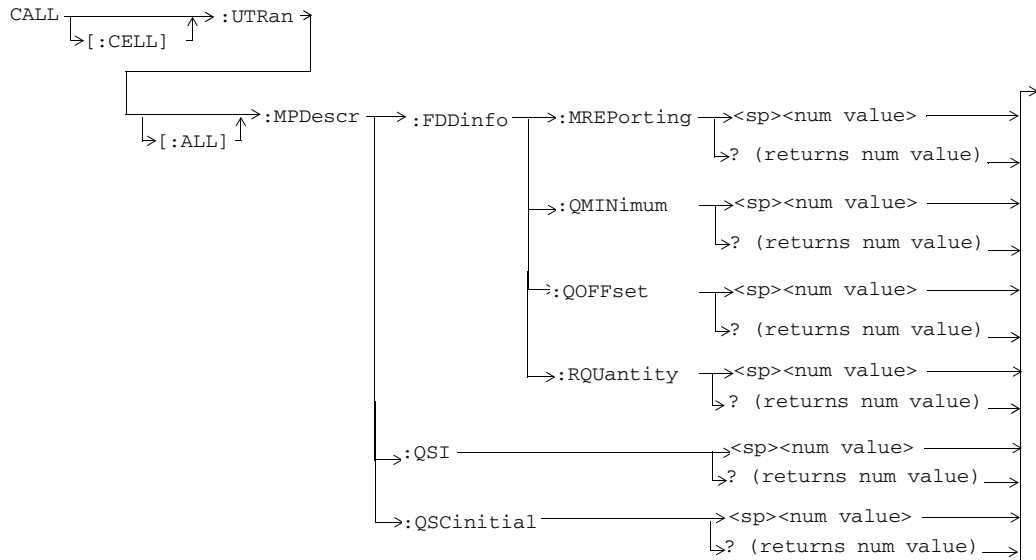 CALL :UTRan
[:CELL]
:MPDescr :FDDinfo :MREPorting <sp><num value>
[:ALL]
? (returns num value)
:QMINimum <sp><num value>
? (returns num value)
:QOFFset <sp><num value>
? (returns num value)
:RQUantity <sp><num value>
? (returns num value)
:QSI <sp><num value>
? (returns num value)
:QSCinitial <sp><num value>
? (returns num value)